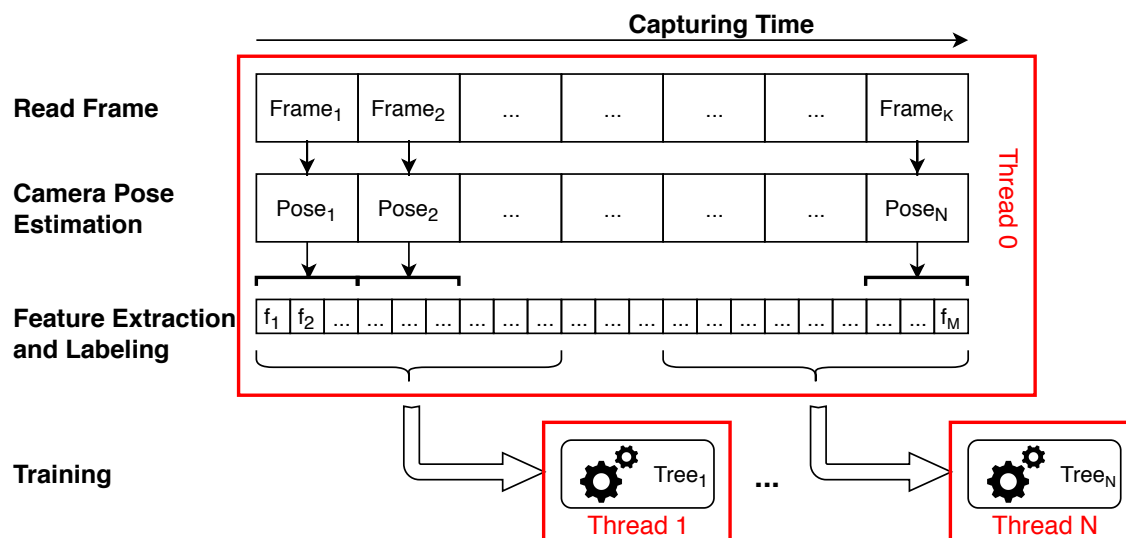 Capturing Time
Read Frame
Frame1 Frame2 ... ... ... ... FrameK
Thread 0
Camera Pose
Estimation
Pose1 Pose2 ... ... ... ... PoseN
Feature Extraction
and Labeling
f1 f2 ... ... ... ... ... ... ... ... ... ... ... ... ... ... ... ... ... ... fM
Training
Tree1 ... TreeN
Thread 1 Thread N